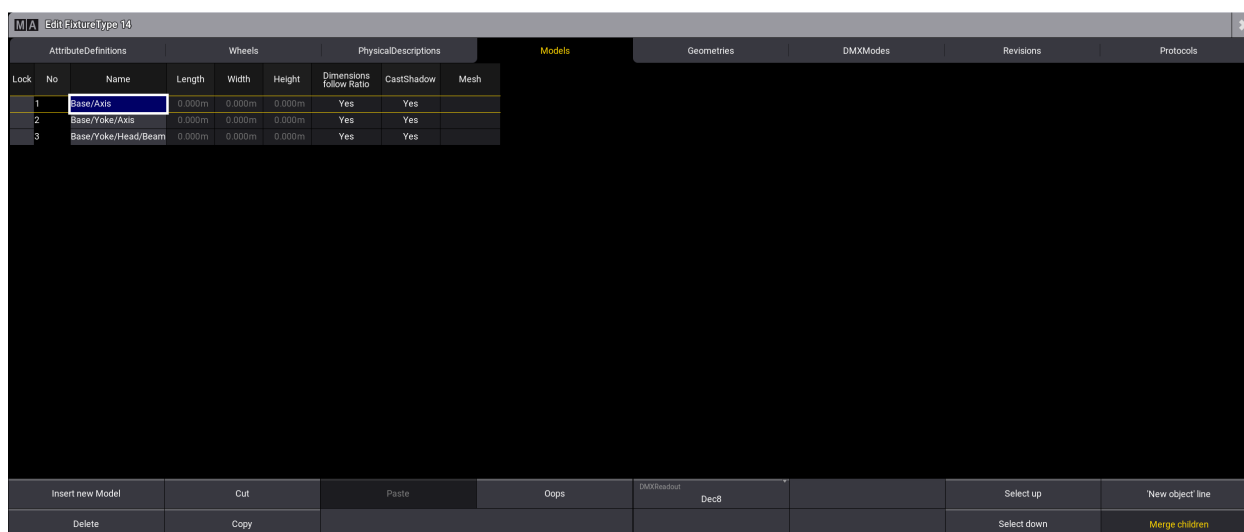 MA Edit FixtureType 14
AttributeDefinitions Wheels PhysicalDescriptions Models Geometries DMXModes Revisions Protocols
Lock No Name Length Width Height Dimensions follow Ratio CastShadow Mesh
1 Base/Axis 0.000m 0.000m 0.000m Yes Yes
2 Base/Yoke/Axis 0.000m 0.000m 0.000m Yes Yes
3 Base/Yoke/Head/Beam 0.000m 0.000m 0.000m Yes Yes
Insert new Model Cut Paste Oops DMXReadout Dec8 Select up 'New object' line
Delete Copy Select down Merge children